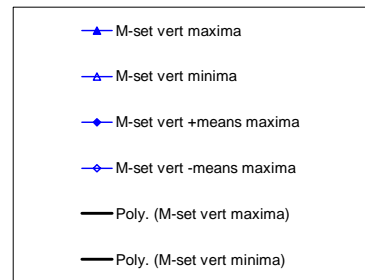 M-set vert maxima
M-set vert minima
M-set vert +means maxima
M-set vert -means maxima
Poly. (M-set vert maxima)
Poly. (M-set vert minima)